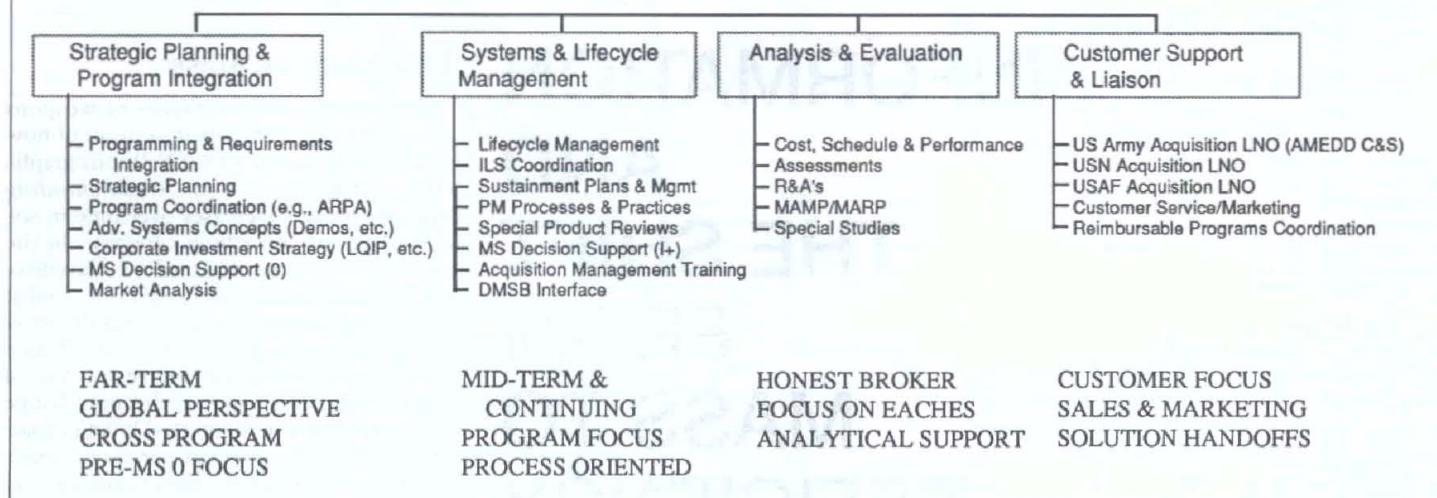 Strategic Planning &
Program Integration
Programming & Requirements
Integration
Strategic Planning
Program Coordination (e.g., ARPA)
Adv. Systems Concepts (Demos, etc.)
Corporate Investment Strategy (LQIP, etc.)
MS Decision Support (0)
Market Analysis
FAR-TERM
GLOBAL PERSPECTIVE
CROSS PROGRAM
PRE-MS 0 FOCUS
Systems & Lifecycle
Management
Lifecycle Management
ILS Coordination
Sustainment Plans & Mgmt
PM Processes & Practices
Special Product Reviews
MS Decision Support (I+)
Acquisition Management Training
DMSB Interface
MID-TERM &
CONTINUING
PROGRAM FOCUS
PROCESS ORIENTED
Analysis & Evaluation
Cost, Schedule & Performance
Assessments
R&A's
MAMP/MARP
Special Studies
HONEST BROKER
FOCUS ON EACHES
ANALYTICAL SUPPORT
Customer Support
& Liaison
US Army Acquisition LNO (AMEDD C&S)
USN Acquisition LNO
USAF Acquisition LNO
Customer Service/Marketing
Reimbursable Programs Coordination
CUSTOMER FOCUS
SALES & MARKETING
SOLUTION HANDOFFS